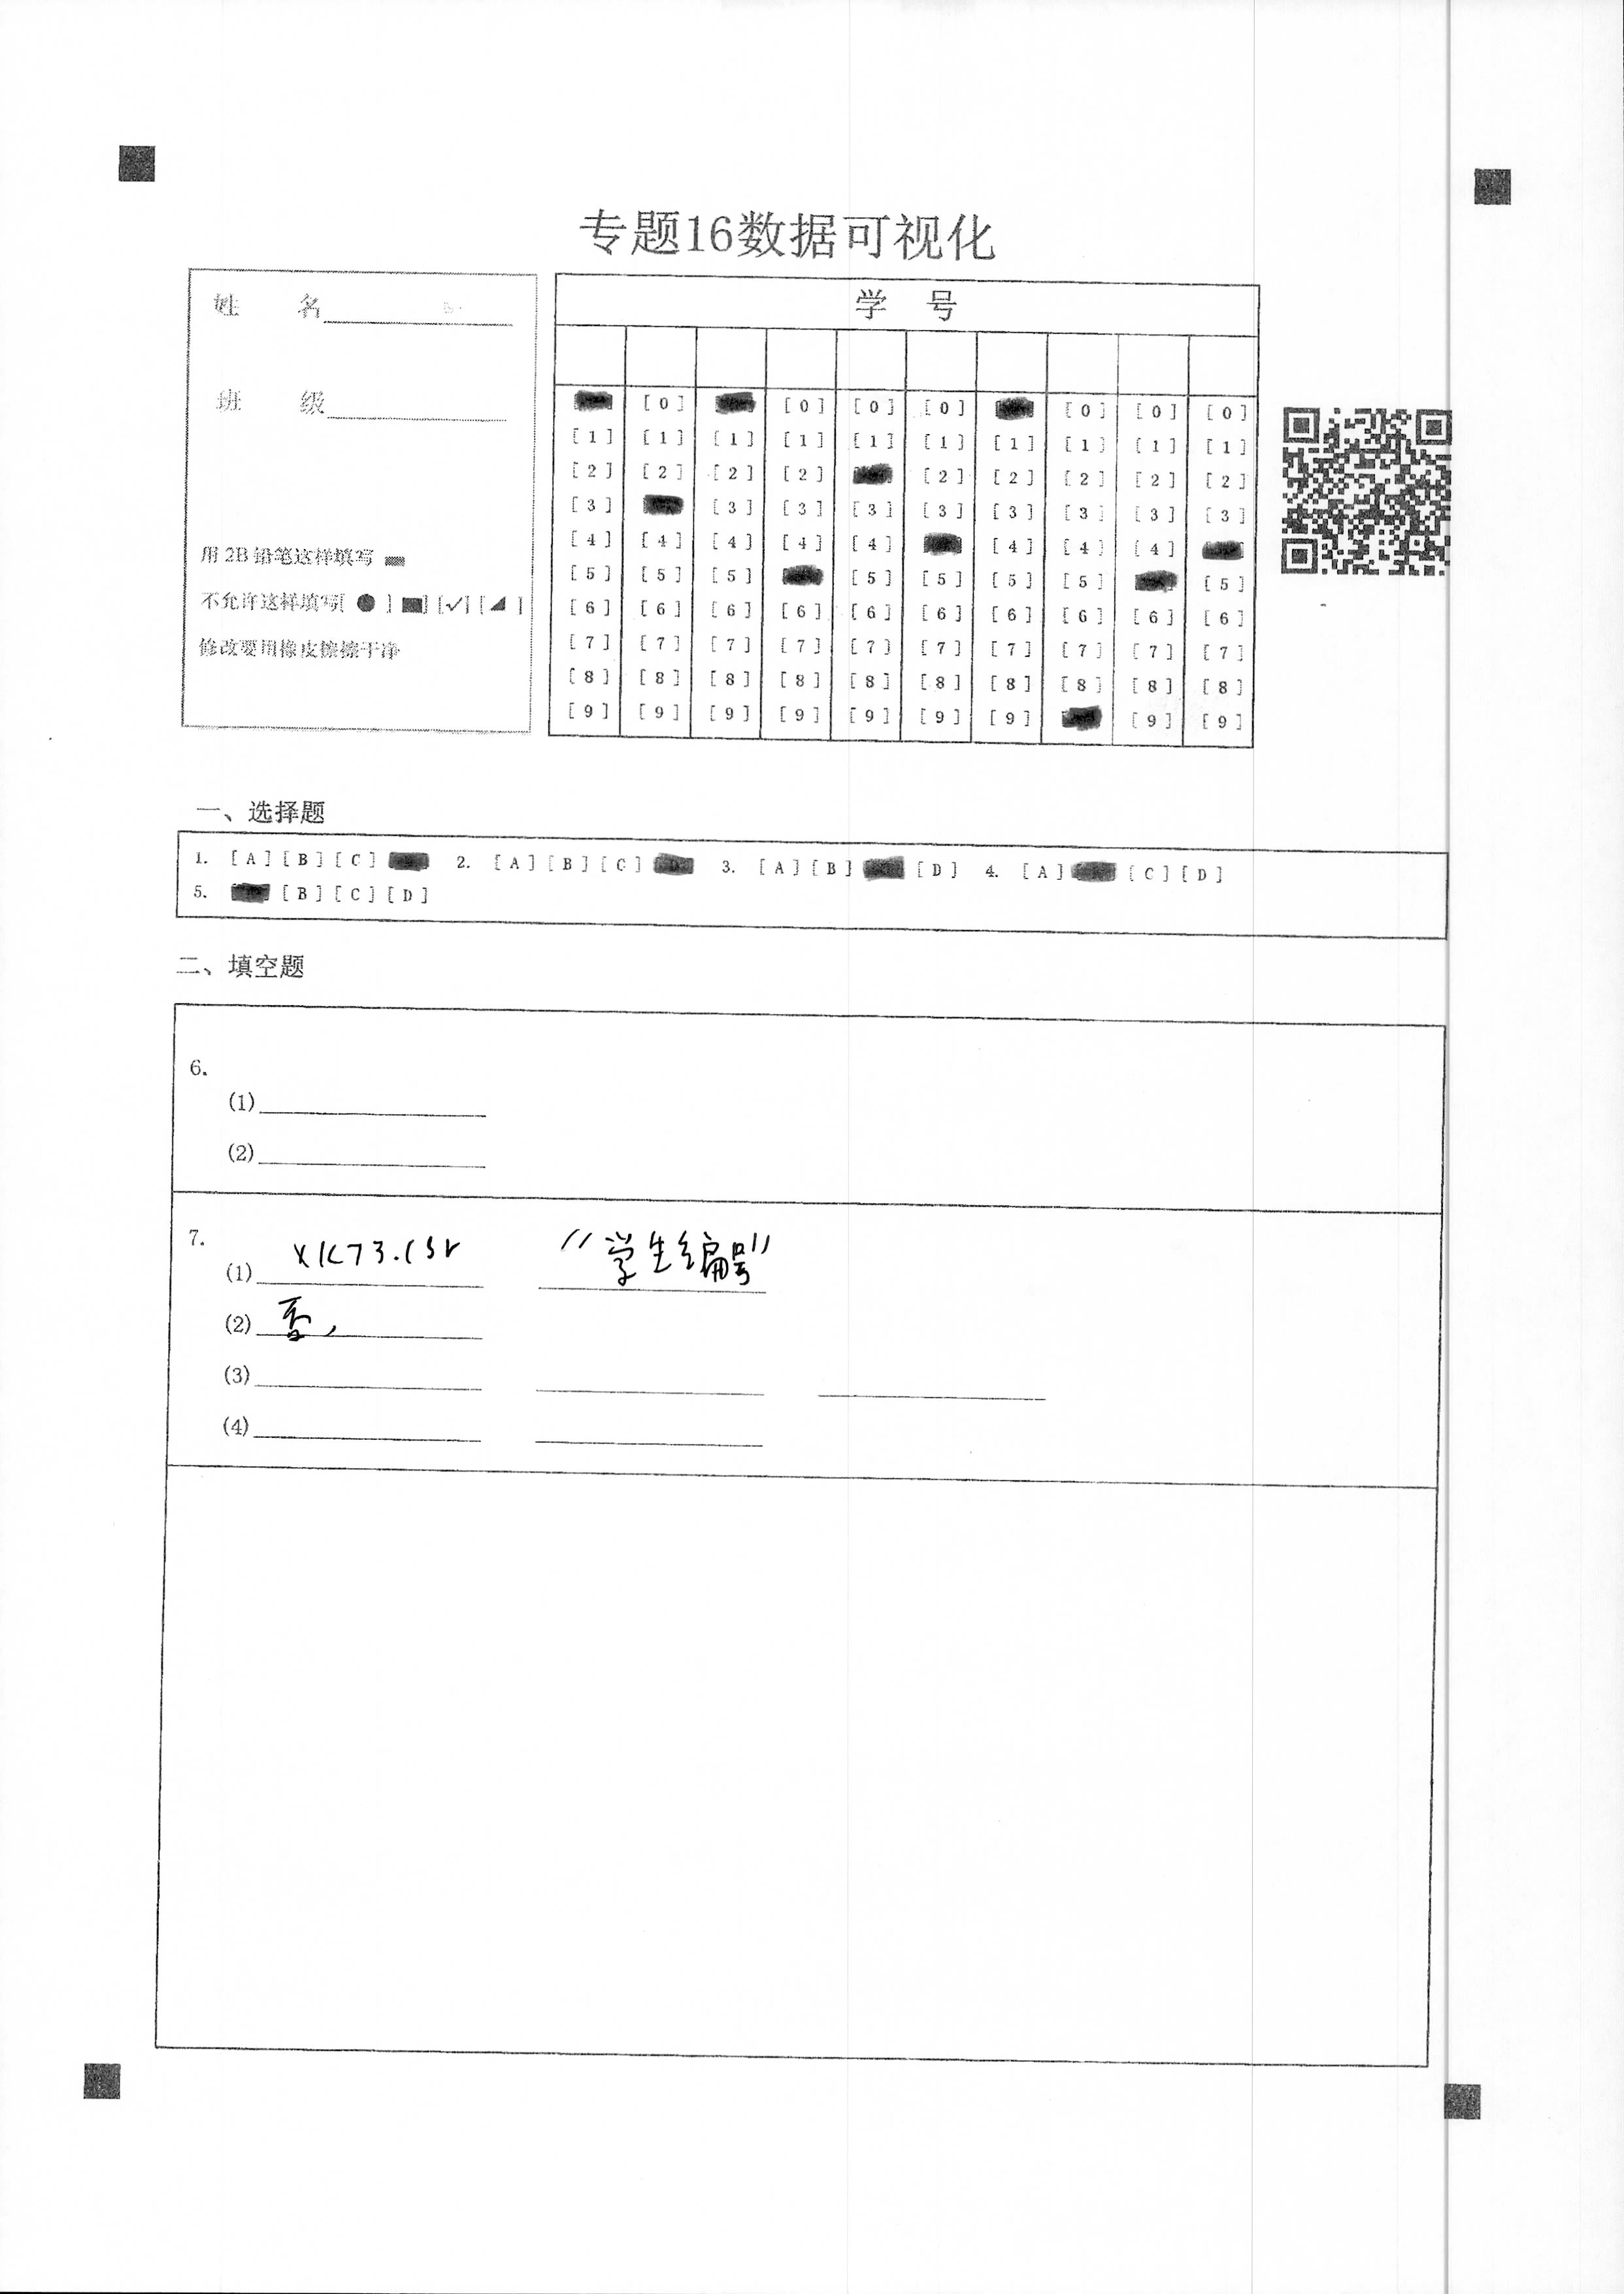 专题16数据可视化
姓 名
班 级
用2B铅笔这样填写
不允许这样填写[ ● ] [■] [✓] [◢ ]
修改要用橡皮擦擦干净
学 号
[0] [0] [0] [0] [0] [0] [0]
[1] [1] [1] [1] [1] [1] [1] [1] [1] [1]
[2] [2] [2] [2] [2] [2] [2] [2] [2]
[3] [3] [3] [3] [3] [3] [3] [3] [3]
[4] [4] [4] [4] [4] [4] [4] [4]
[5] [5] [5] [5] [5] [5] [5] [5]
[6] [6] [6] [6] [6] [6] [6] [6] [6] [6]
[7] [7] [7] [7] [7] [7] [7] [7] [7] [7]
[8] [8] [8] [8] [8] [8] [8] [8] [8] [8]
[9] [9] [9] [9] [9] [9] [9] [9] [9]
一、选择题
1. [A] [B] [C] 2. [A] [B] [C] [D] 3. [A] [B] [D] 4. [A] [C] [D]
5. [B] [C] [D]
二、填空题
6.
(1)
(2)
7.
(1) "学生编号"
(2) 否,
(3)
(4)